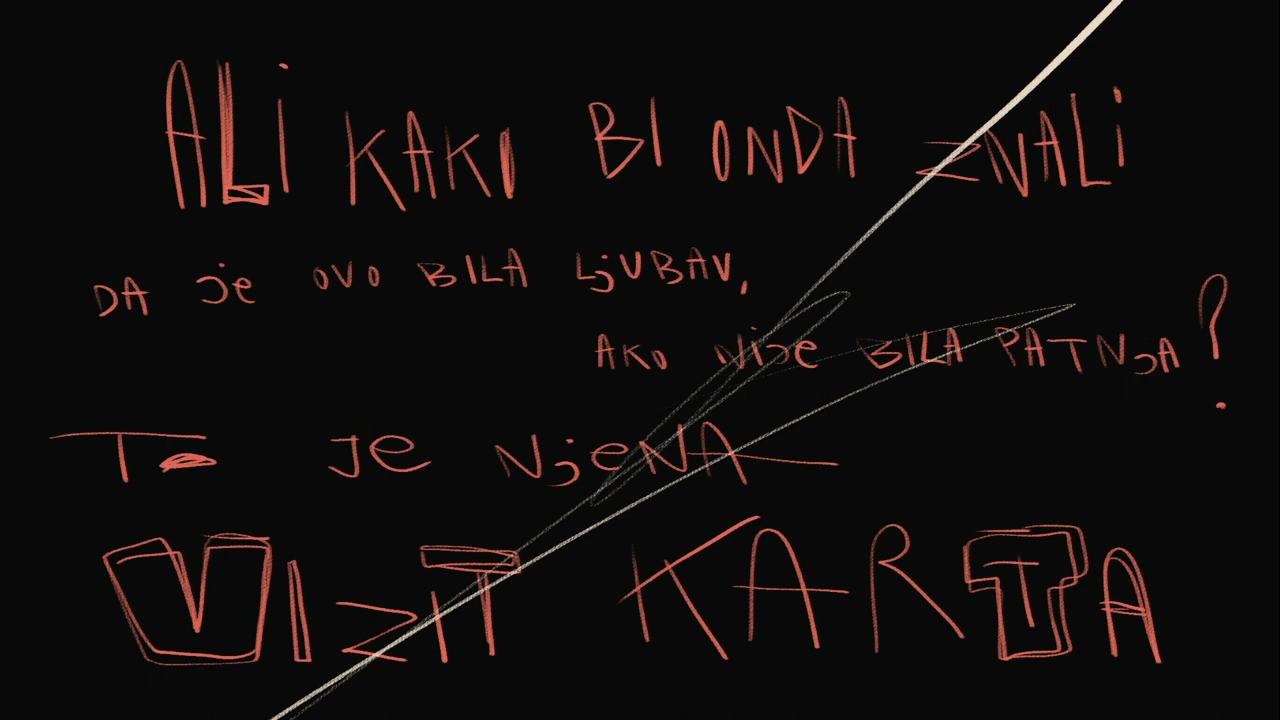 ALi KAKO BI ONDA ZNALi
DA je OVO BILA LjUBAV,
AKO NIJe BILA PATNJA?
To Je NjeNA
VIZIT KARTA